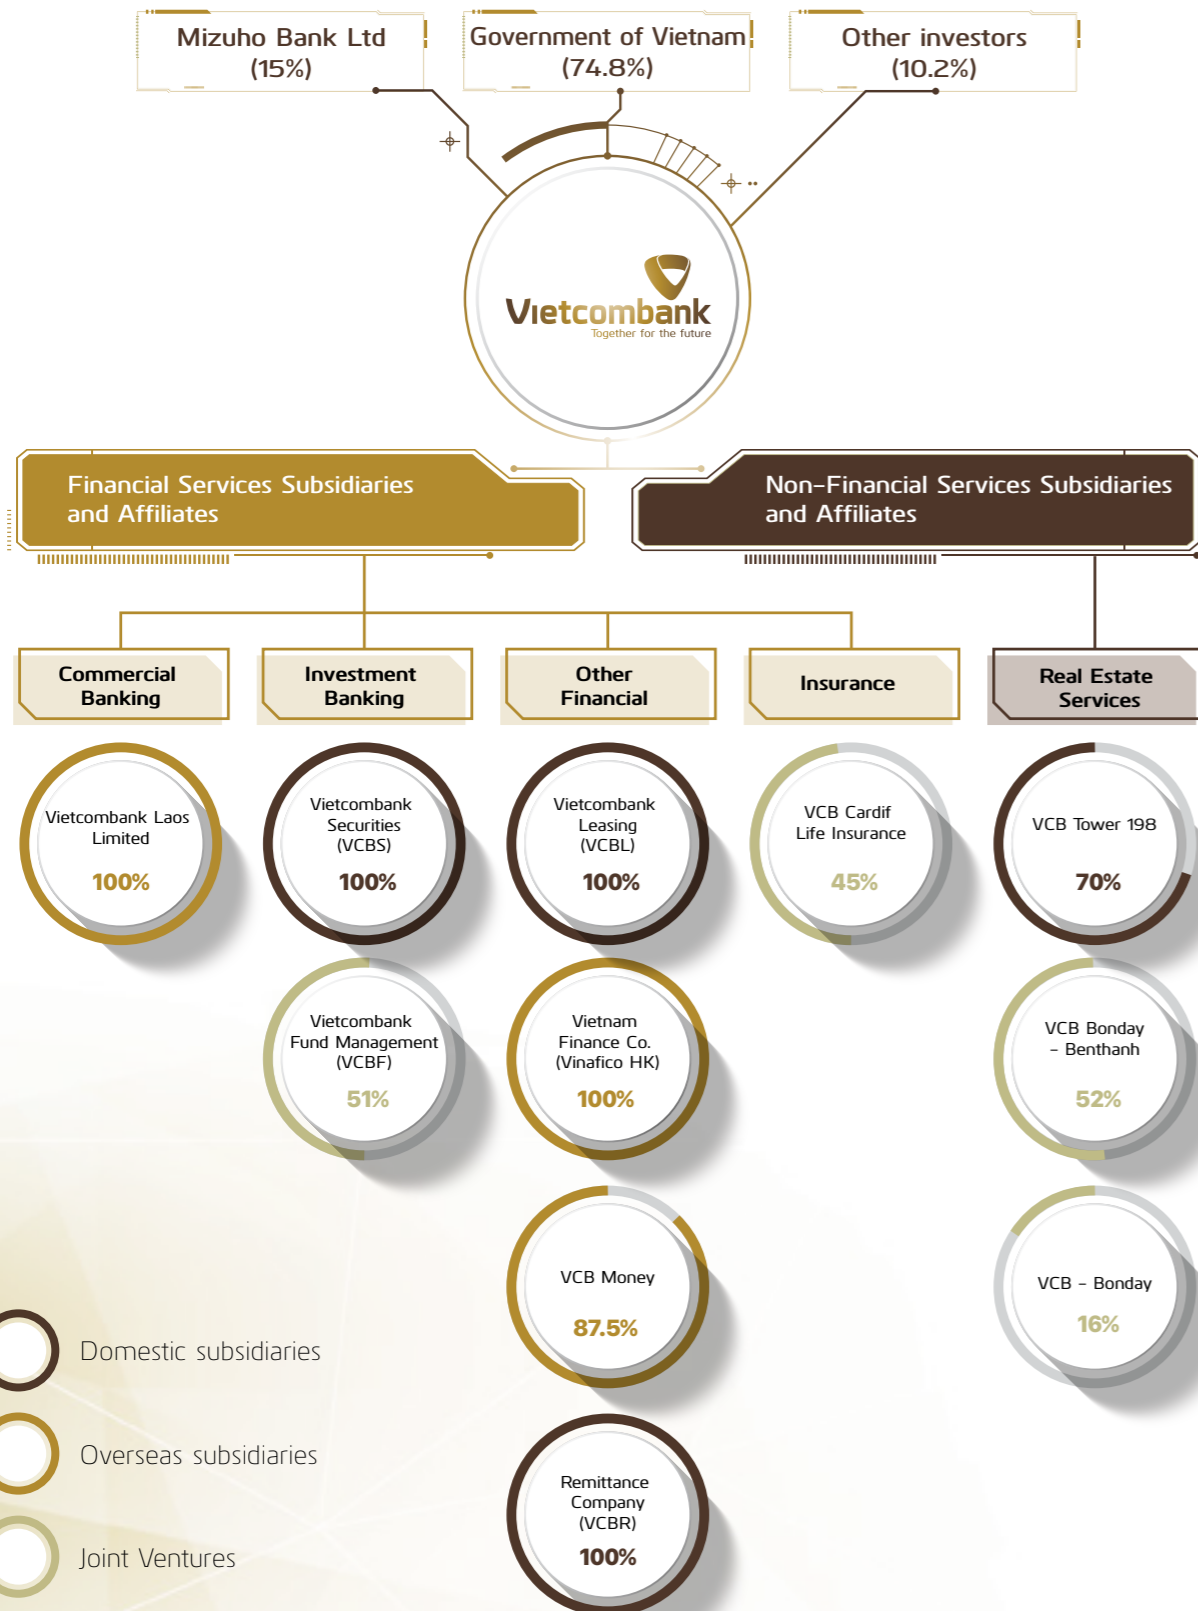 Mizuho Bank Ltd
(15%)
Government of Vietnam
(74.8%)
Other investors
(10.2%)
Vietcombank
Together for the future
Financial Services Subsidiaries
and Affiliates
Non-Financial Services Subsidiaries
and Affiliates
Commercial
Banking
Investment
Banking
Other
Financial
Insurance
Real Estate
Services
Vietcombank Laos
Limited
100%
Vietcombank
Securities
(VCBS)
100%
Vietcombank
Leasing
(VCBL)
100%
VCB Cardif
Life Insurance
45%
VCB Tower 198
70%
Vietcombank
Fund Management
(VCBF)
51%
Vietnam
Finance Co.
(Vinafico HK)
100%
VCB Bonday
- Benthanh
52%
VCB Money
87.5%
VCB - Bonday
16%
Remittance
Company
(VCBR)
100%
Domestic subsidiaries
Overseas subsidiaries
Joint Ventures